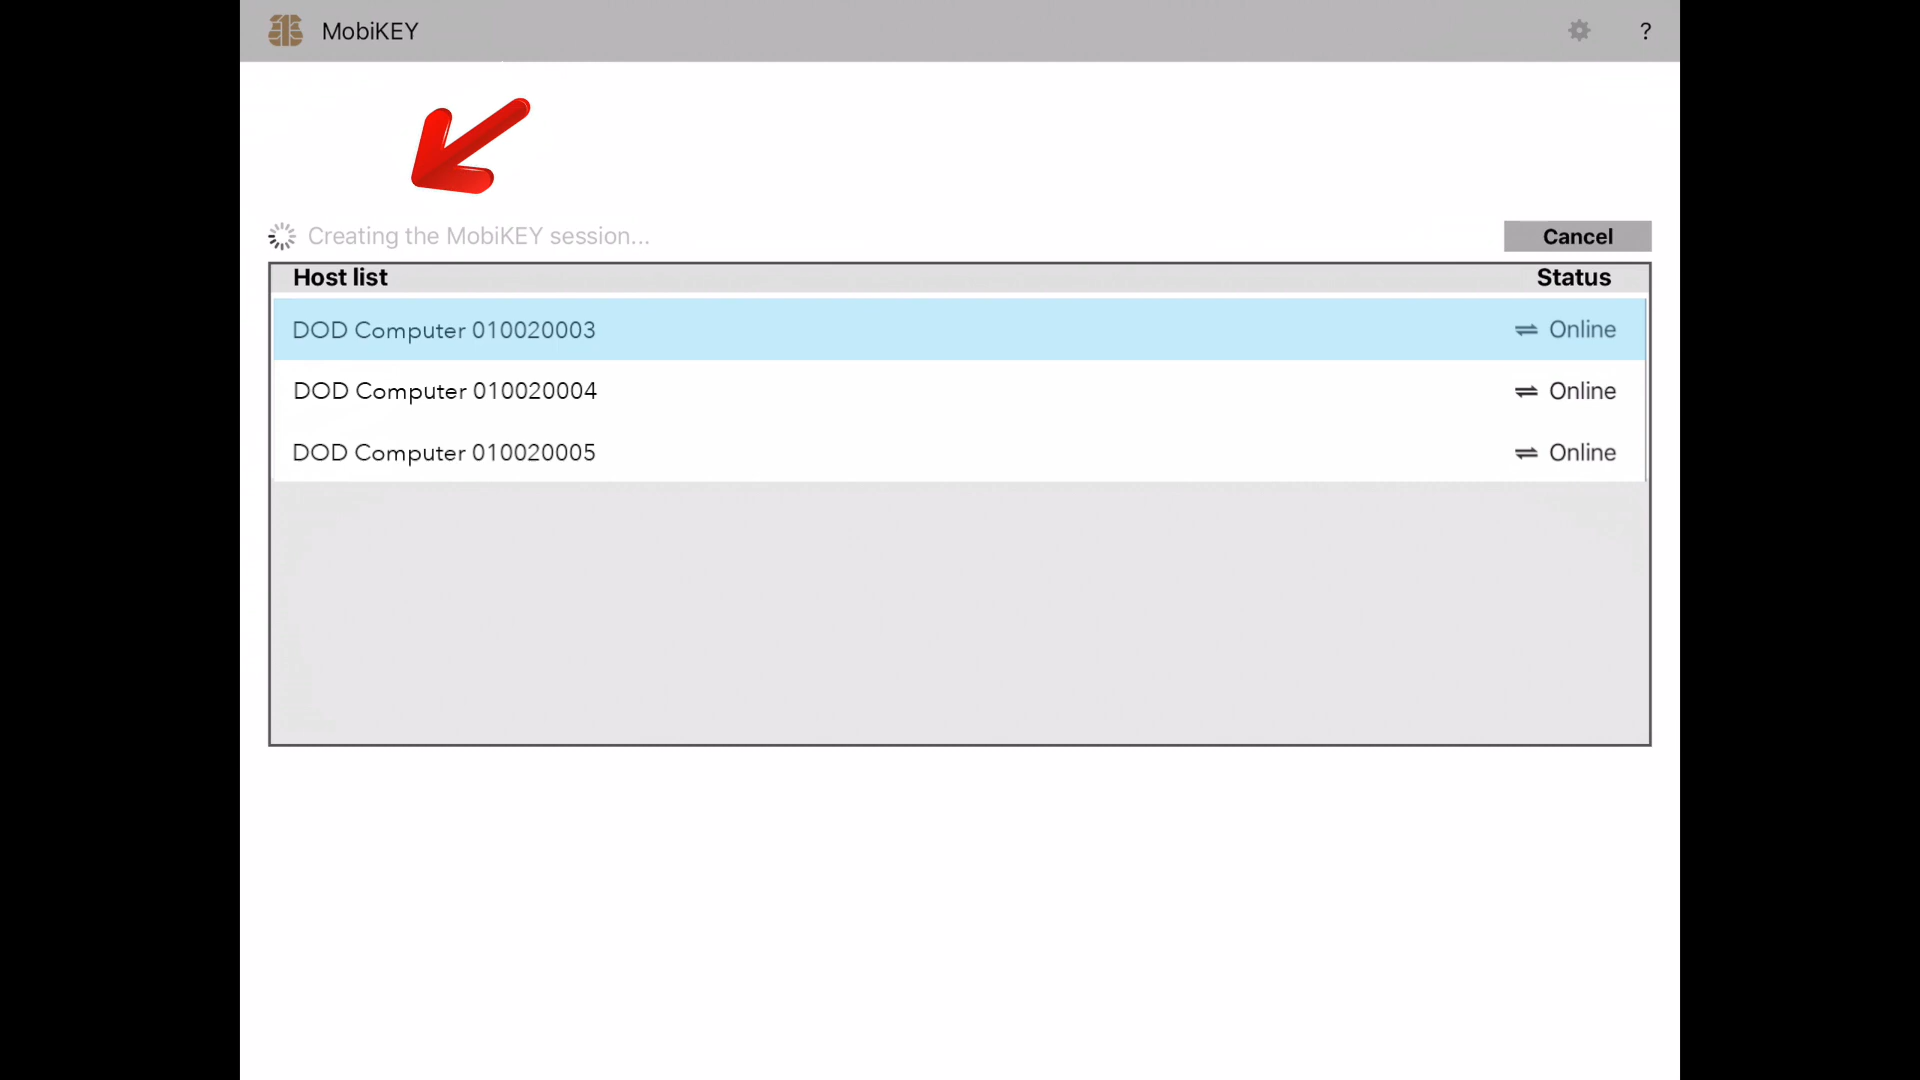 MobiKEY ?
Creating the MobiKEY session... Cancel
Host list Status
DOD Computer 010020003 Online
DOD Computer 010020004 Online
DOD Computer 010020005 Online